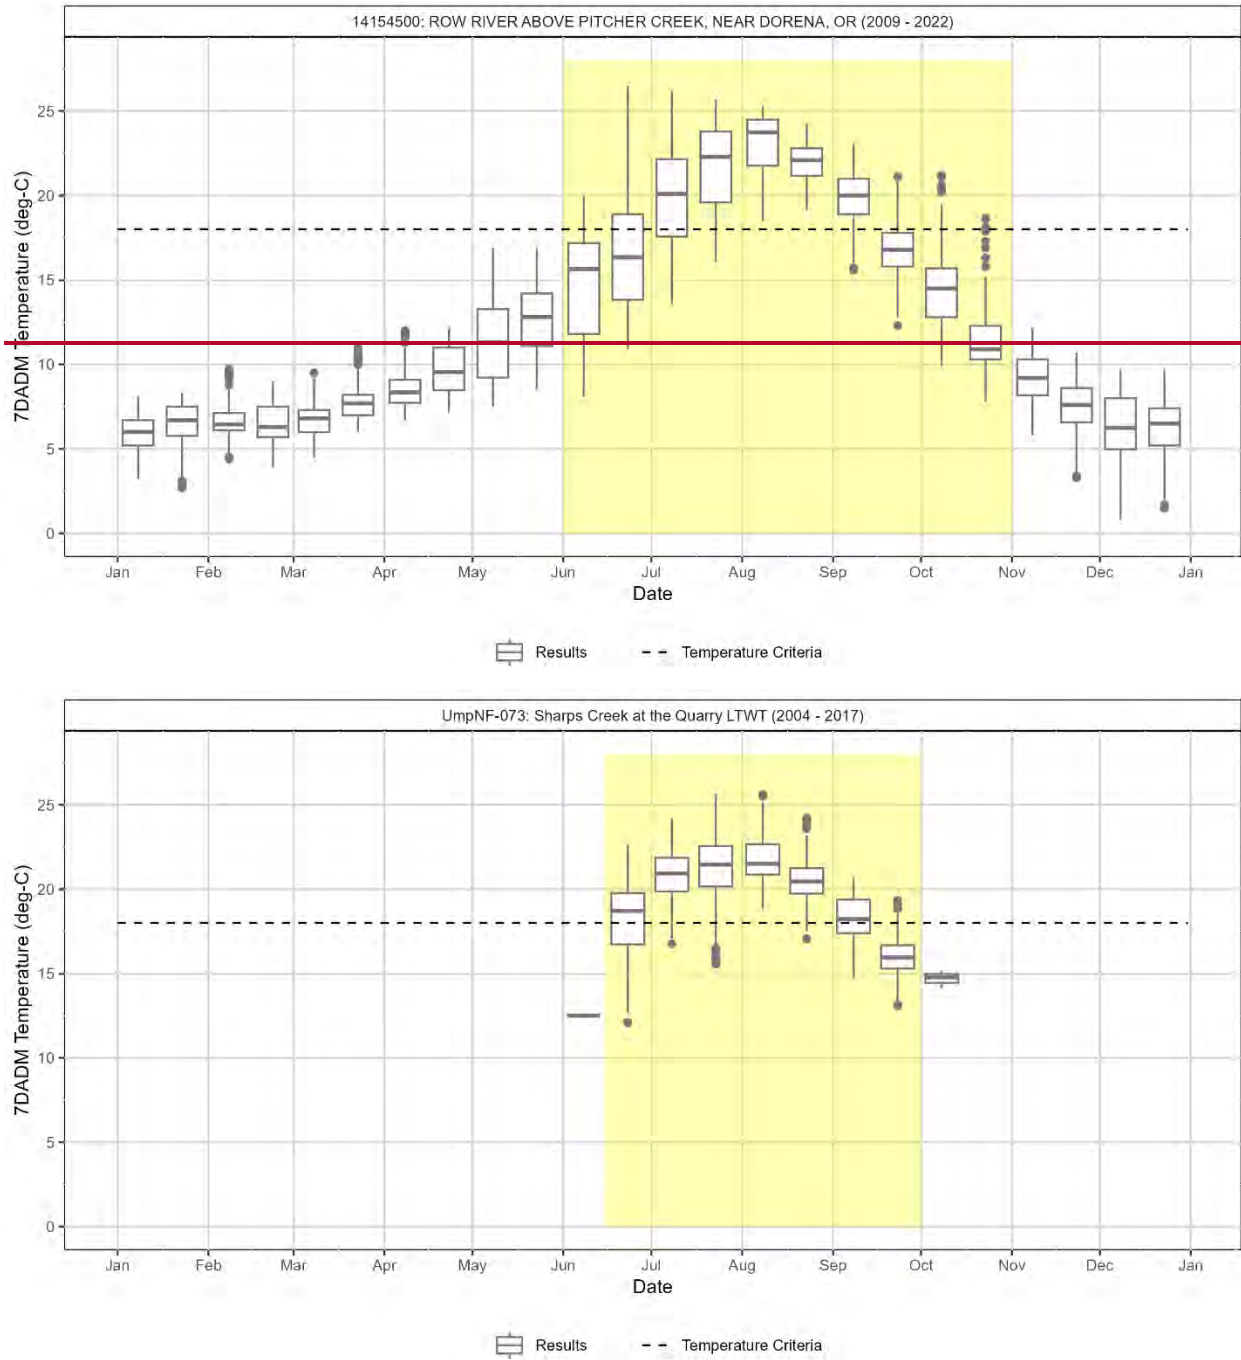 14154500: ROW RIVER ABOVE PITCHER CREEK, NEAR DORENA, OR (2009 - 2022)
7DADM Temperature (deg-C)
25
20
15
10
5
0
Jan Feb Mar Apr May Jun Jul Aug Sep Oct Nov Dec Jan
Date
Results Temperature Criteria
UmpNF-073: Sharps Creek at the Quarry LTWT (2004 - 2017)
7DADM Temperature (deg-C)
25
20
15
10
5
0
Jan Feb Mar Apr May Jun Jul Aug Sep Oct Nov Dec Jan
Date
Results Temperature Criteria